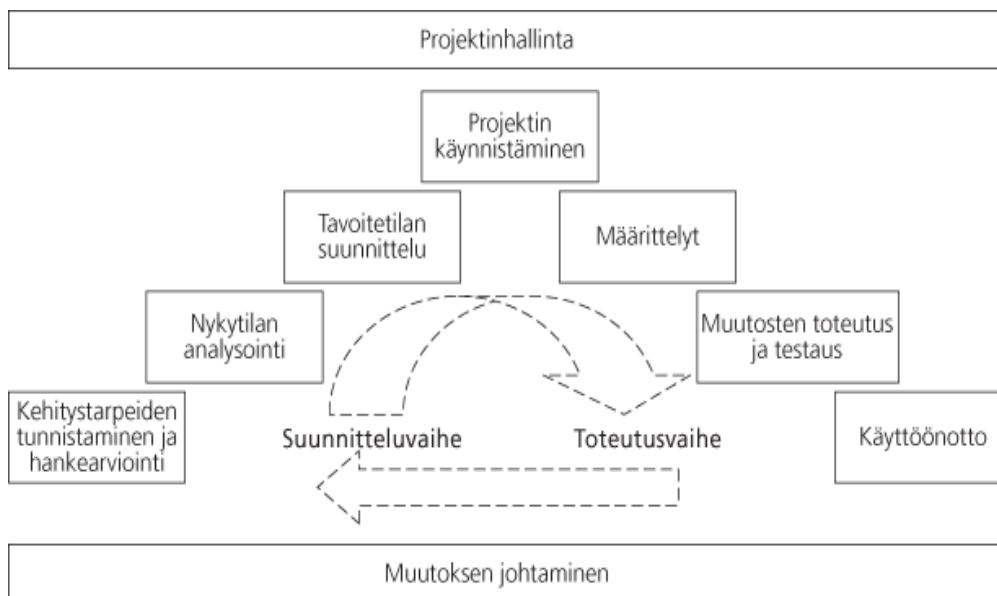 Projektinhallinta
Projektin
käynnistäminen
Tavoitetilan
suunnittelu
Määrittelyt
Nykytilan
analysointi
Muutosten toteutus
ja testaus
Kehitystarpeiden
tunnistaminen ja
hankearviointi
Suunnitteluvaihe
Toteutusvaihe
Käyttöönotto
Muutoksen johtaminen